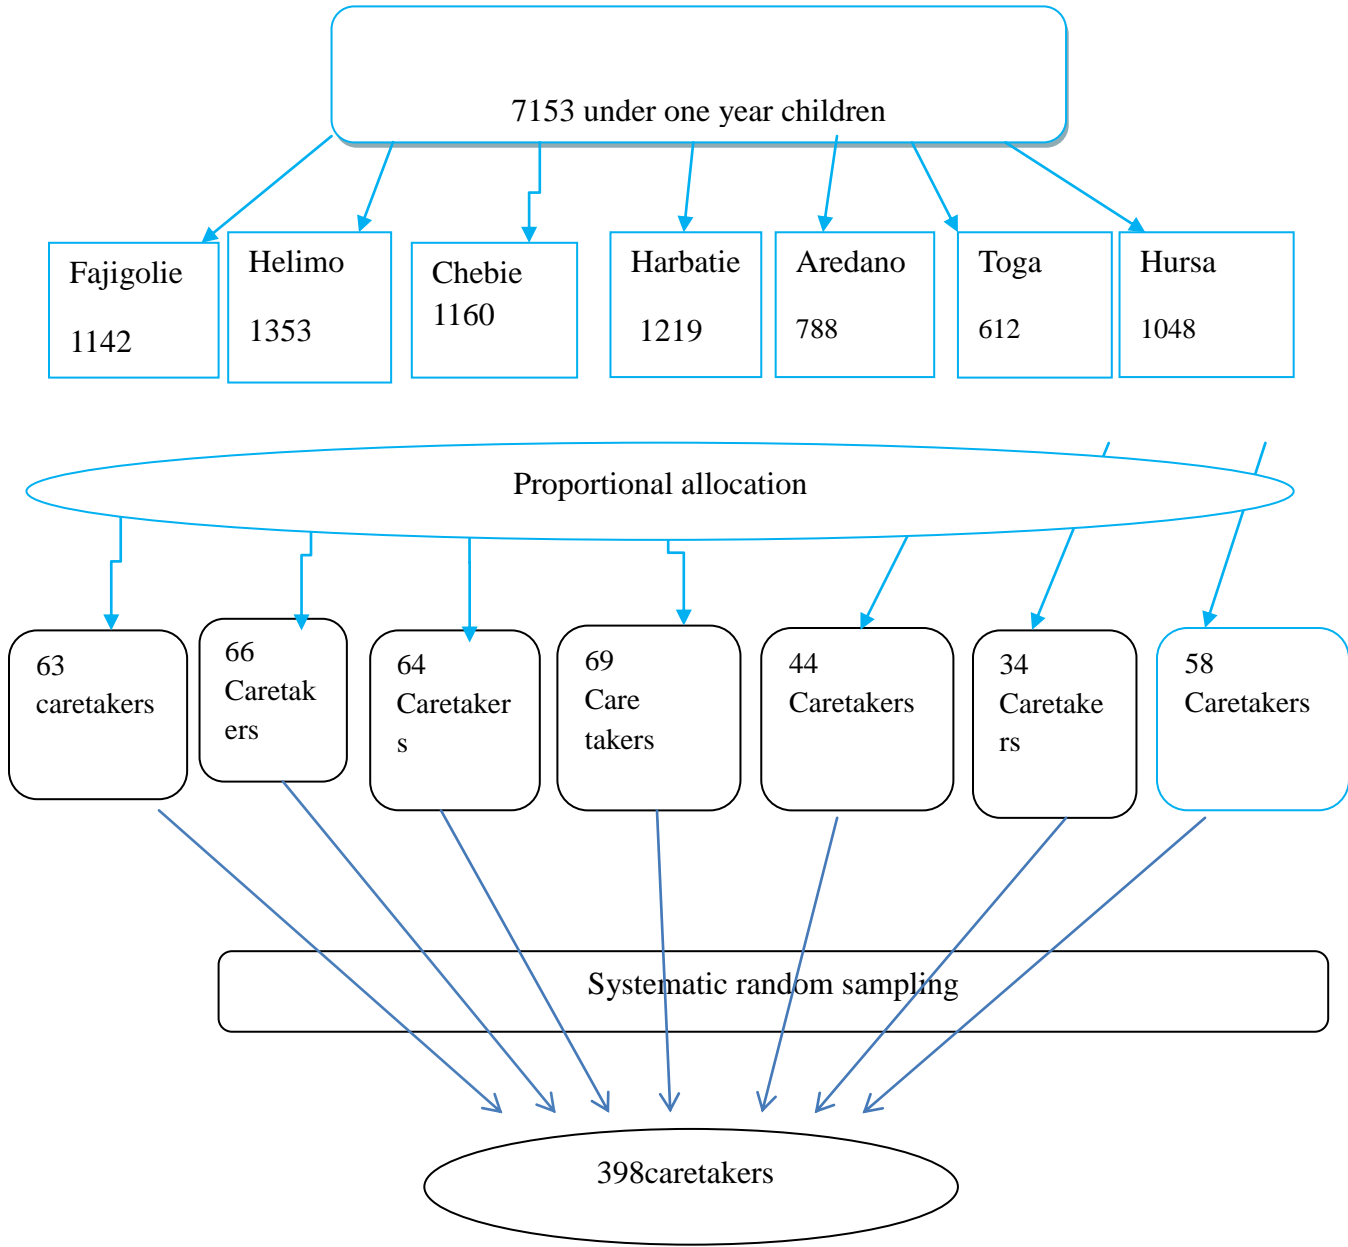 7153 under one year children
Fajigolie
1142
Helimo
1353
Chebie
1160
Harbatie
1219
Aredano
788
Toga
612
Hursa
1048
Proportional allocation
63
caretakers
66
Caretak
ers
64
Caretaker
s
69
Care
takers
44
Caretakers
34
Caretake
rs
58
Caretakers
Systematic random sampling
398caretakers